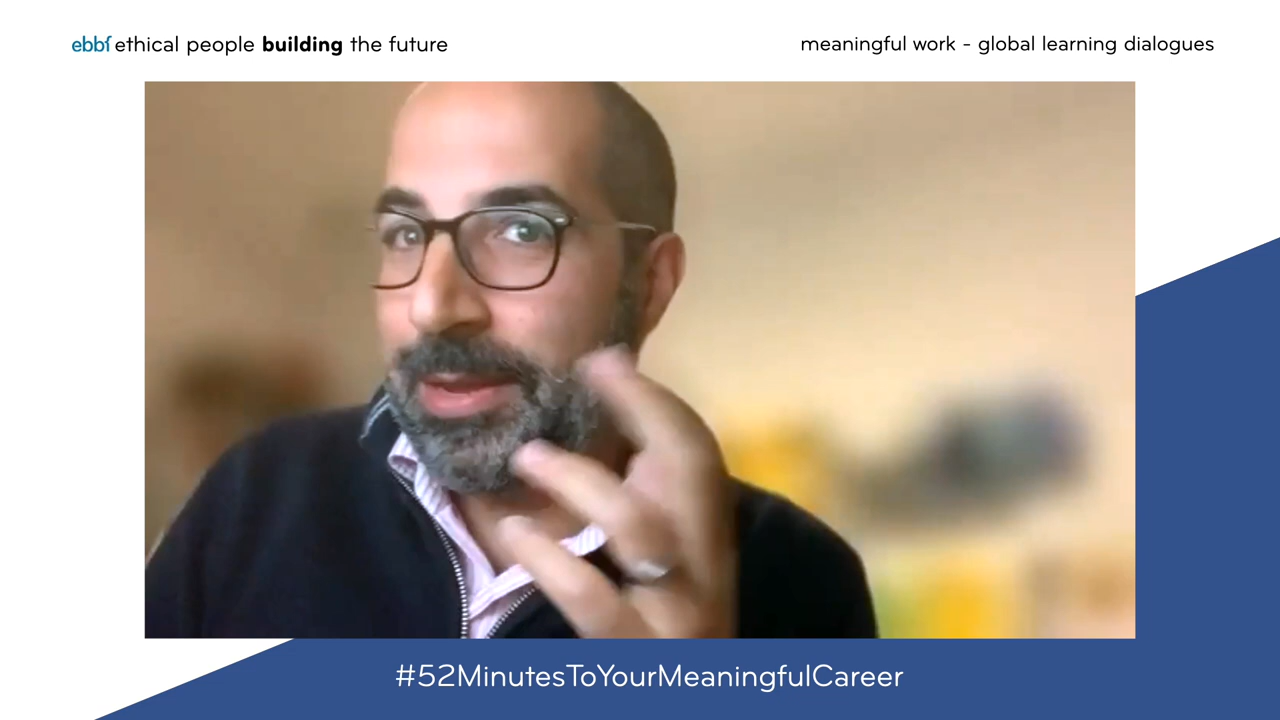 ebbf ethical people building the future
meaningful work - global learning dialogues
#52MinutesToYourMeaningfulCareer